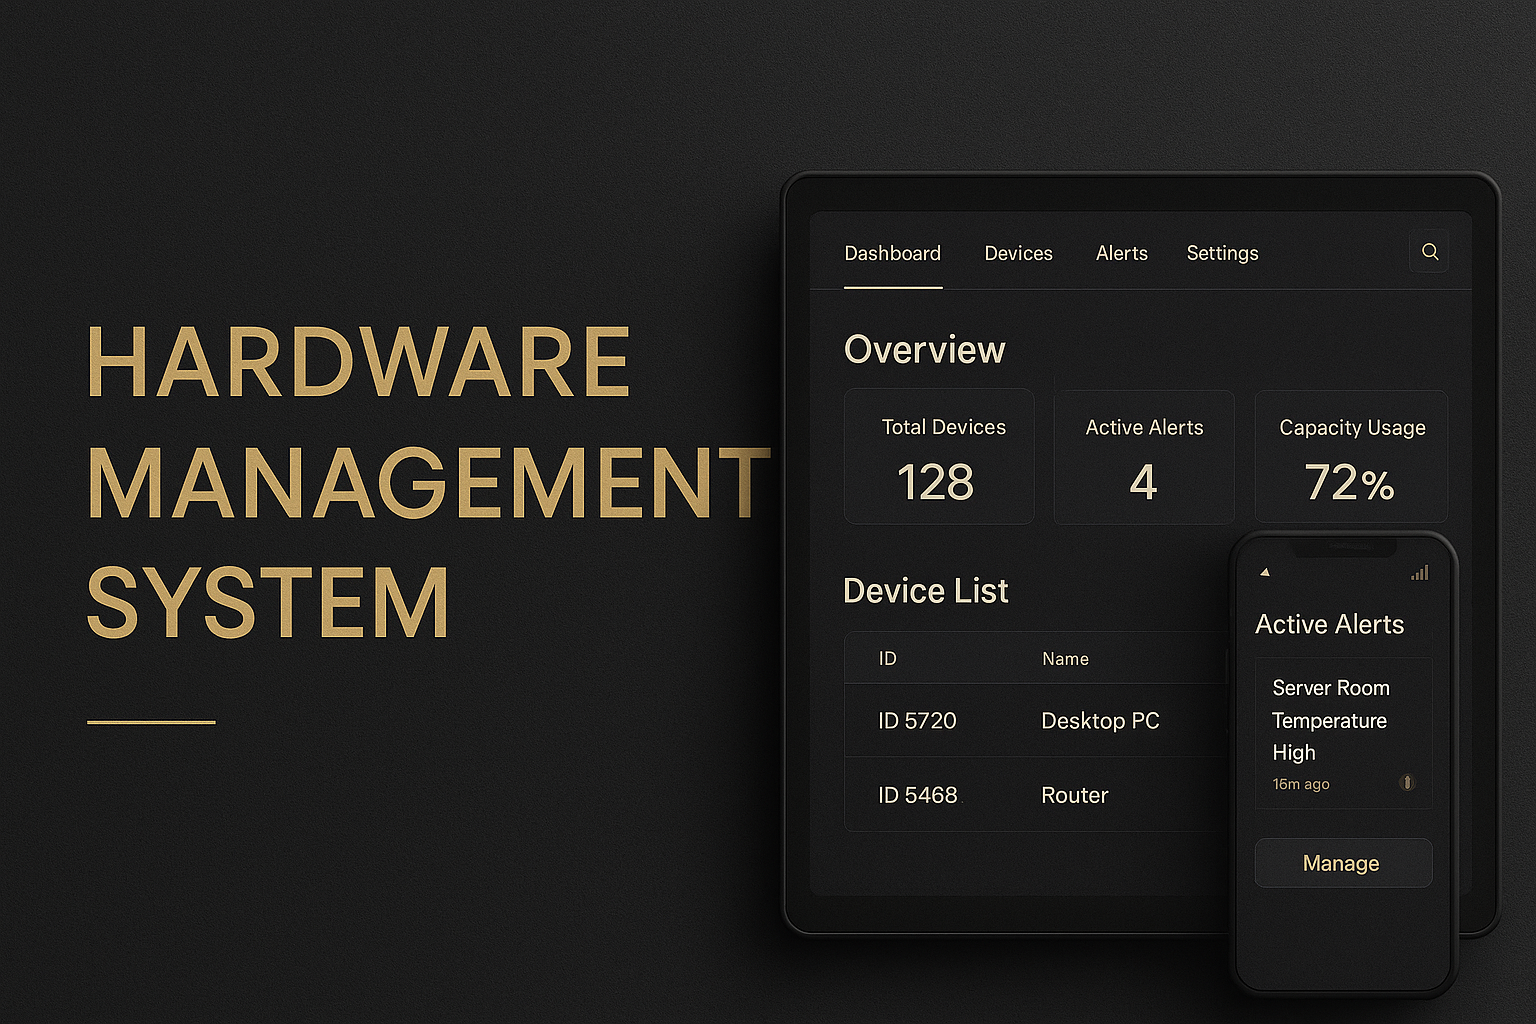 HARDWARE
MANAGEMENT
SYSTEM
Dashboard Devices Alerts Settings
Overview
Total Devices Active Alerts Capacity Usage
128 4 72%
Device List
ID Name
ID 5720 Desktop PC
ID 5468 Router
Active Alerts
Server Room
Temperature
High
16m ago
Manage